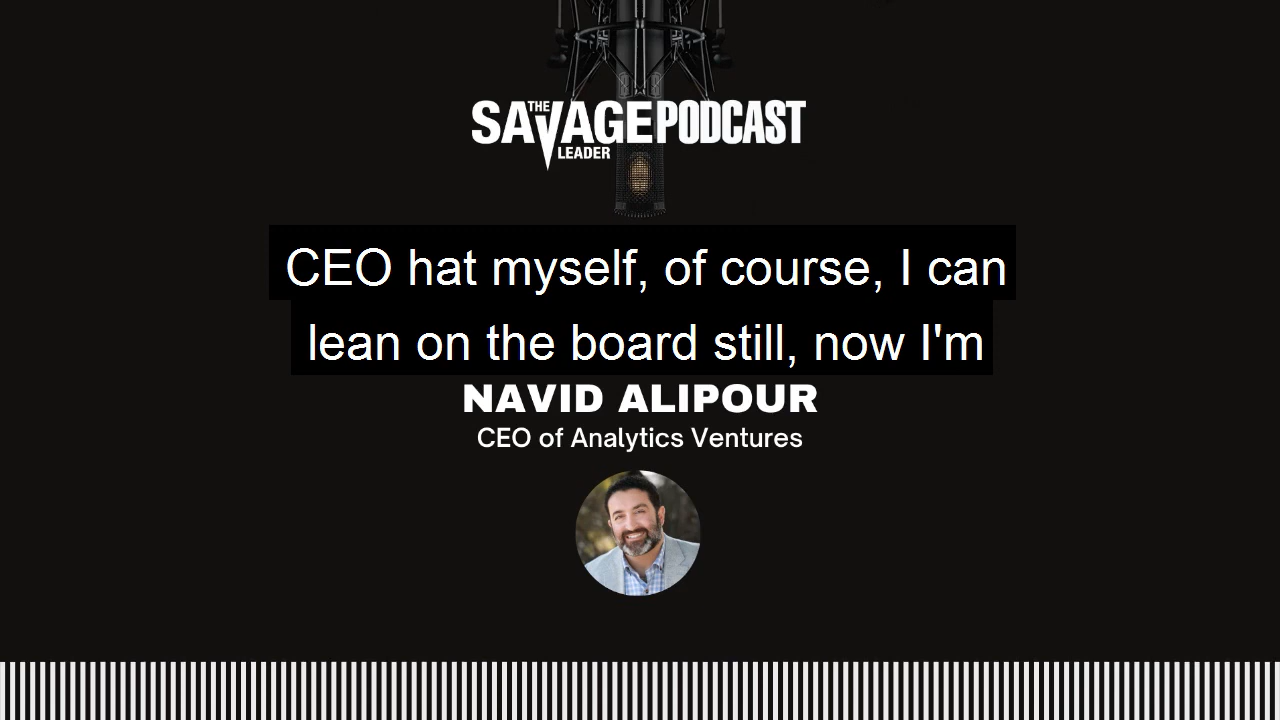 THE SAVAGE LEADER PODCAST
CEO hat myself, of course, I can
lean on the board still, now I'm
NAVID ALIPOUR
CEO of Analytics Ventures